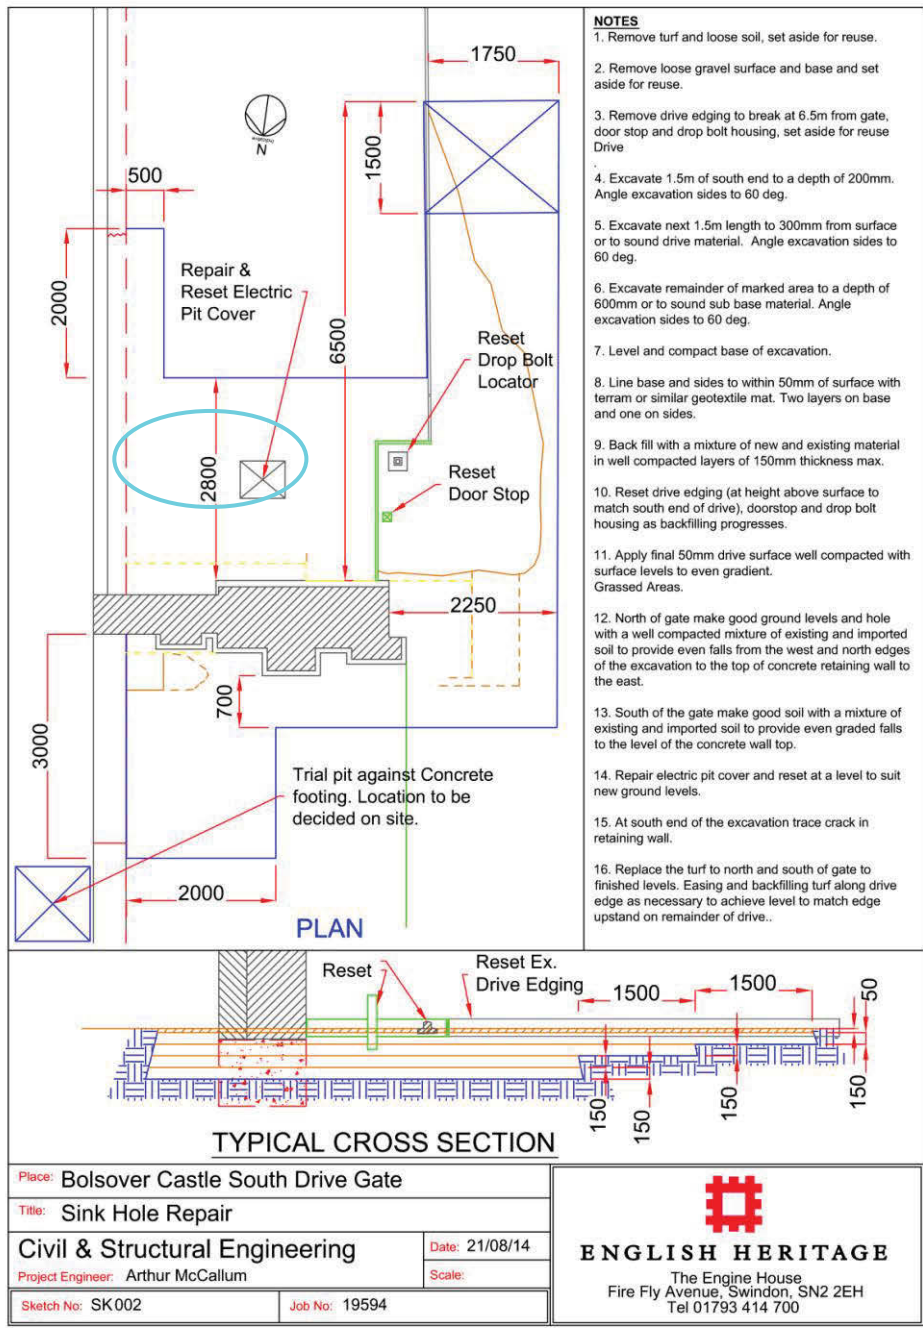 1750
1500
500
N
2000
Repair &
Reset Electric
Pit Cover
6500
Reset
Drop Bolt
Locator
2800
Reset
Door Stop
2250
700
3000
Trial pit against Concrete
footing. Location to be
decided on site.
2000
PLAN
NOTES
1. Remove turf and loose soil, set aside for reuse.
2. Remove loose gravel surface and base and set
aside for reuse.
3. Remove drive edging to break at 6.5m from gate,
door stop and drop bolt housing, set aside for reuse
Drive
.
4. Excavate 1.5m of south end to a depth of 200mm.
Angle excavation sides to 60 deg.
5. Excavate next 1.5m length to 300mm from surface
or to sound drive material. Angle excavation sides to
60 deg.
6. Excavate remainder of marked area to a depth of
600mm or to sound sub base material. Angle
excavation sides to 60 deg.
7. Level and compact base of excavation.
8. Line base and sides to within 50mm of surface with
terram or similar geotextile mat. Two layers on base
and one on sides.
9. Back fill with a mixture of new and existing material
in well compacted layers of 150mm thickness max.
10. Reset drive edging (at height above surface to
match south end of drive), doorstop and drop bolt
housing as backfilling progresses.
11. Apply final 50mm drive surface well compacted with
surface levels to even gradient.
Grassed Areas.
12. North of gate make good ground levels and hole
with a well compacted mixture of existing and imported
soil to provide even falls from the west and north edges
of the excavation to the top of concrete retaining wall to
the east.
13. South of the gate make good soil with a mixture of
existing and imported soil to provide even graded falls
to the level of the concrete wall top.
14. Repair electric pit cover and reset at a level to suit
new ground levels.
15. At south end of the excavation trace crack in
retaining wall.
16. Replace the turf to north and south of gate to
finished levels. Easing and backfilling turf along drive
edge as necessary to achieve level to match edge
upstand on remainder of drive..
Reset
Reset Ex.
Drive Edging
1500
1500
50
150
150
150
150
TYPICAL CROSS SECTION
Place: Bolsover Castle South Drive Gate
Title: Sink Hole Repair
Civil & Structural Engineering
Project Engineer: Arthur McCallum
Date: 21/08/14
Scale:
Sketch No: SK002
Job No: 19594
ENGLISH HERITAGE
The Engine House
Fire Fly Avenue, Swindon, SN2 2EH
Tel 01793 414 700